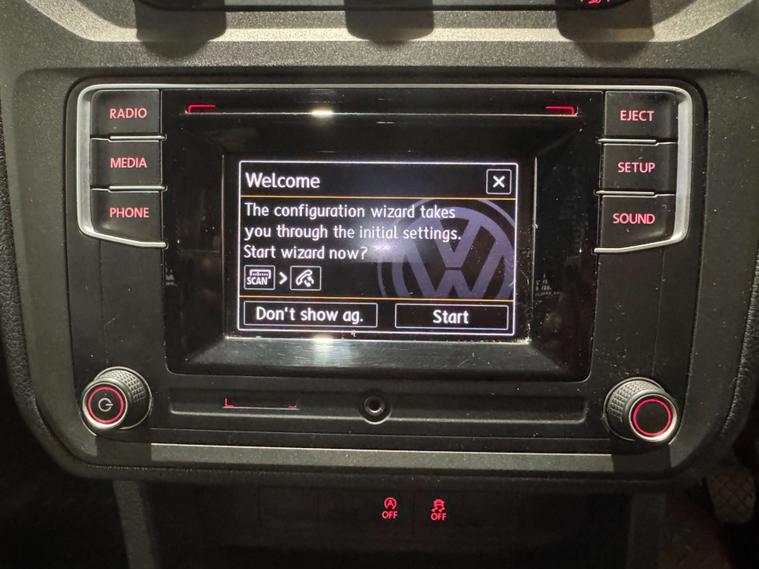 RADIO
MEDIA
PHONE
EJECT
SETUP
SOUND
Welcome
The configuration wizard takes
you through the initial settings.
Start wizard now?
SCAN >
Don't show ag.
Start
A
OFF
OFF